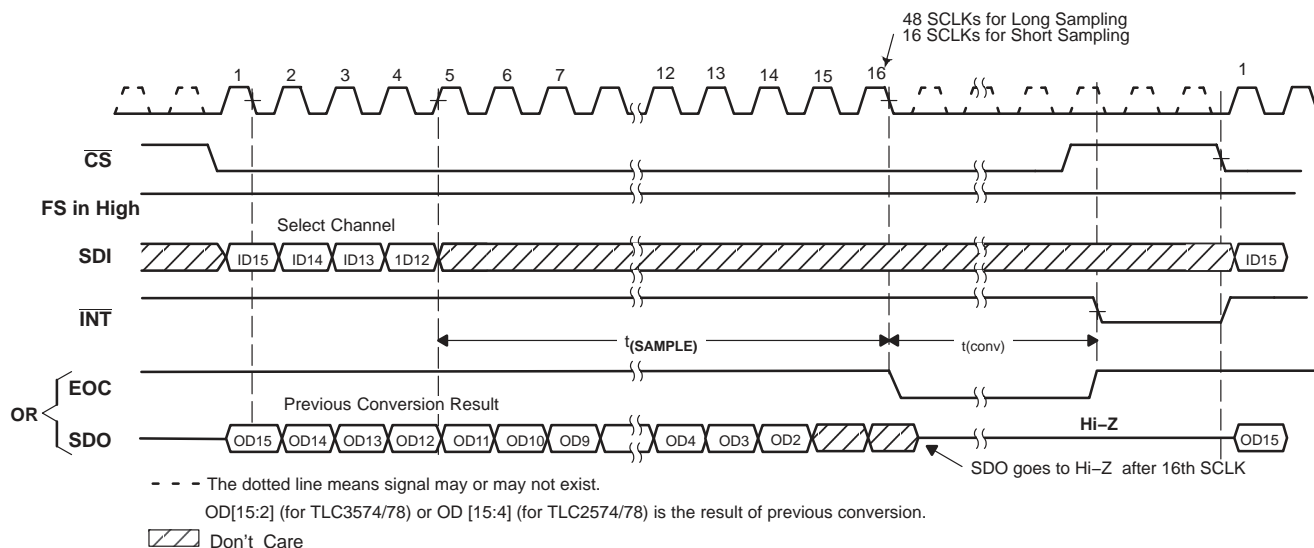 48 SCLKs for Long Sampling
16 SCLKs for Short Sampling
1 2 3 4 5 6 7 12 13 14 15 16 1
CS
FS in High
Select Channel
SDI ID15 ID14 ID13 1D12 ID15
INT
t(SAMPLE) t(conv)
EOC
OR
Previous Conversion Result
SDO OD15 OD14 OD13 OD12 OD11 OD10 OD9 OD4 OD3 OD2 Hi–Z OD15
SDO goes to Hi–Z after 16th SCLK
- - - The dotted line means signal may or may not exist.
OD[15:2] (for TLC3574/78) or OD [15:4] (for TLC2574/78) is the result of previous conversion.
Don't Care